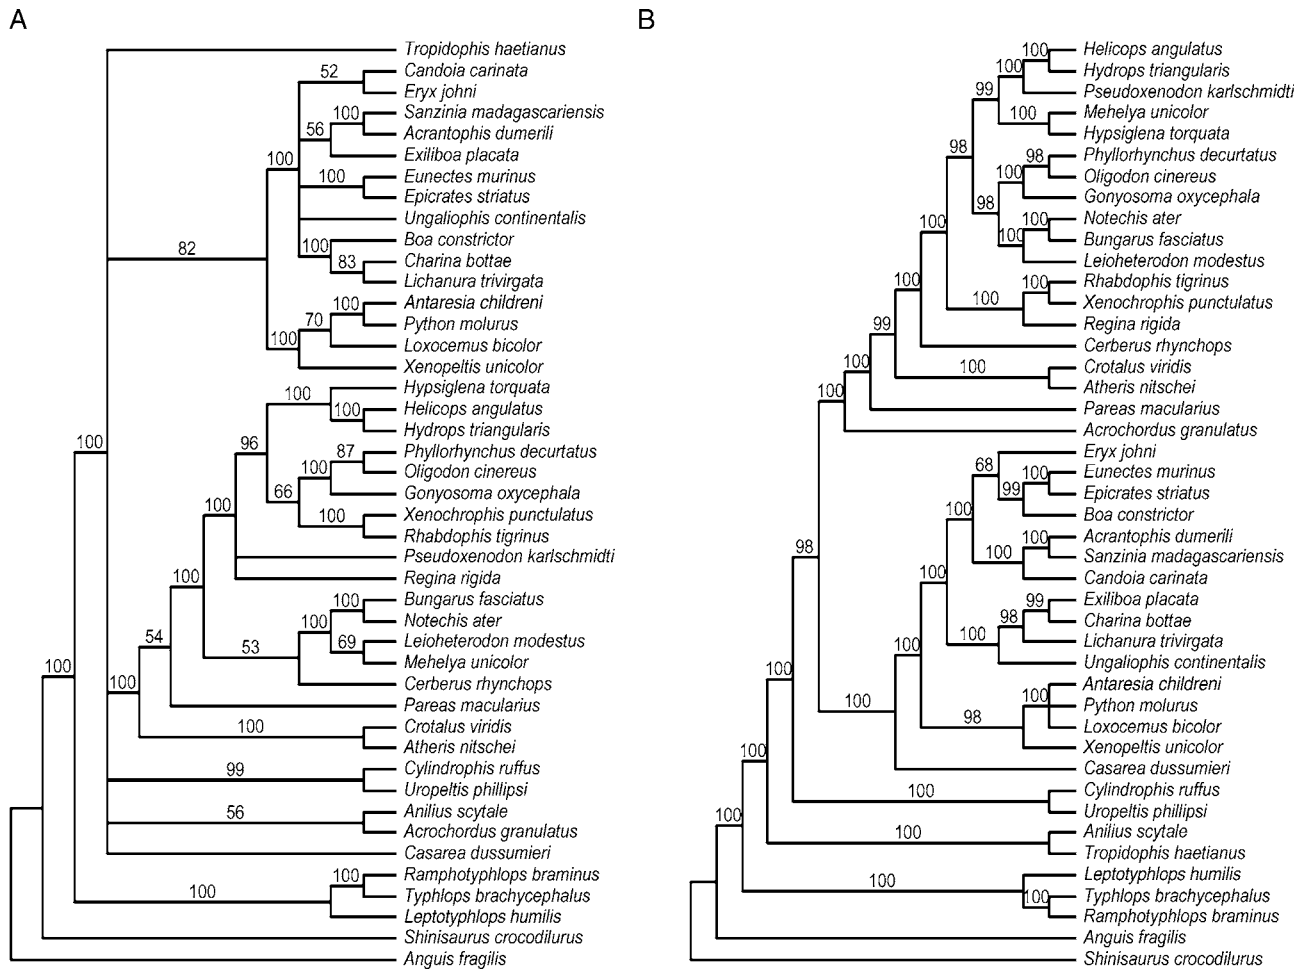 A
Tropidophis haetianus
52
Candoia carinata
Eryx johni
100
Sanzinia madagascariensis
56
Acrantophis dumerili
Exiliboa placata
100
100
Eunectes murinus
Epicrates striatus
Ungaliophis continentalis
100
Boa constrictor
82
83
Charina bottae
Lichanura trivirgata
100
Antaresia childreni
70
Python molurus
100
Loxocemus bicolor
Xenopeltis unicolor
100
Hypsiglena torquata
100
Helicops angulatus
Hydrops triangularis
96
87
Phyllorhynchus decurtatus
100
Oligodon cinereus
66
Gonyosoma oxycephala
100
100
Xenochrophis punctulatus
Rhabdophis tigrinus
Pseudoxenodon karlschmidti
100
Regina rigida
100
Bungarus fasciatus
100
Notechis ater
54
53
69
Leioheterodon modestus
Mehelya unicolor
Cerberus rhynchops
100
Pareas macularius
100
Crotalus viridis
Atheris nitschei
99
Cylindrophis ruffus
Uropeltis phillipsi
56
Anilius scytale
Acrochordus granulatus
Casarea dussumieri
100
100
100
Ramphotyphlops braminus
100
Typhlops brachycephalus
Leptotyphlops humilis
Shinisaurus crocodilurus
Anguis fragilis
B
100
Helicops angulatus
100
Hydrops triangularis
99
Pseudoxenodon karlschmidti
100
Mehelya unicolor
Hypsiglena torquata
98
98
Phyllorhynchus decurtatus
100
Oligodon cinereus
98
Gonyosoma oxycephala
100
100
Notechis ater
100
Bungarus fasciatus
Leioheterodon modestus
100
100
Rhabdophis tigrinus
100
Xenochrophis punctulatus
Regina rigida
99
Cerberus rhynchops
100
100
Crotalus viridis
Atheris nitschei
100
Pareas macularius
Acrochordus granulatus
68
Eryx johni
100
Eunectes murinus
99
Epicrates striatus
100
Boa constrictor
100
Acrantophis dumerili
100
Sanzinia madagascariensis
Candoia carinata
98
100
99
Exiliboa placata
98
Charina bottae
100
Lichanura trivirgata
Ungaliophis continentalis
100
100
100
Antaresia childreni
100
98
Python molurus
Loxocemus bicolor
Xenopeltis unicolor
100
Casarea dussumieri
100
Cylindrophis ruffus
Uropeltis phillipsi
100
100
Anilius scytale
Tropidophis haetianus
100
Leptotyphlops humilis
100
Typhlops brachycephalus
Ramphotyphlops braminus
Anguis fragilis
Shinisaurus crocodilurus